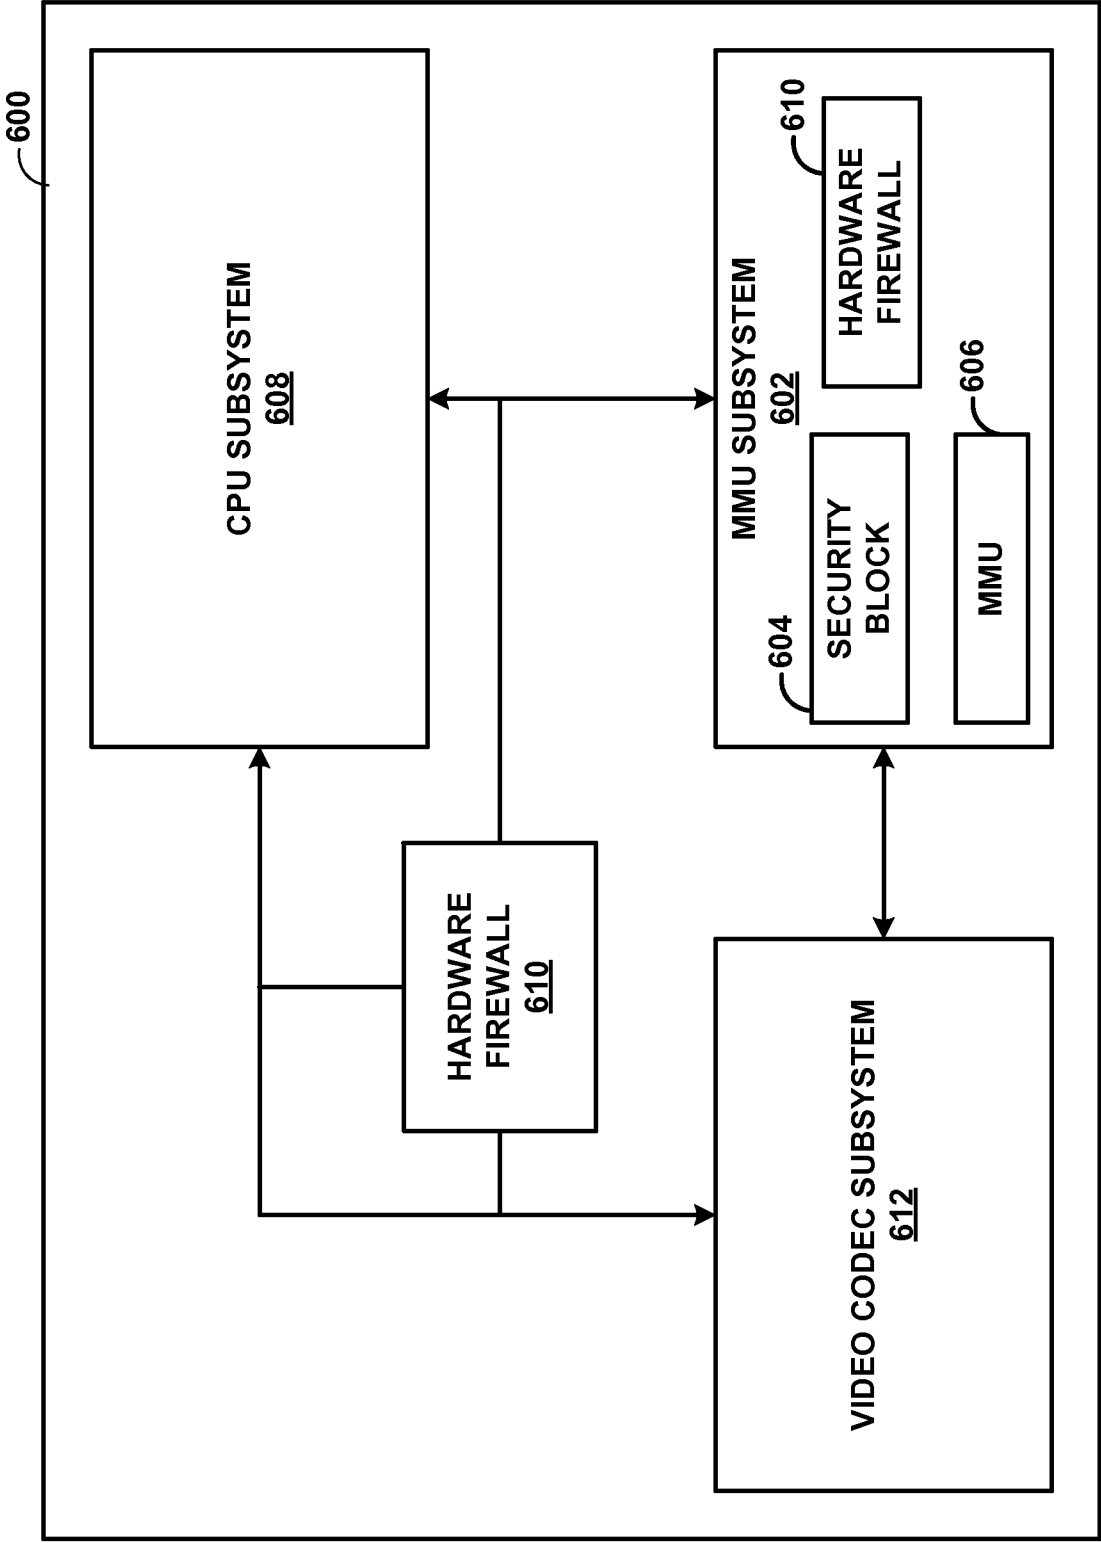 600
CPU SUBSYSTEM
608
HARDWARE
FIREWALL
610
MMU SUBSYSTEM
602
604
SECURITY
BLOCK
610
HARDWARE
FIREWALL
606
MMU
VIDEO CODEC SUBSYSTEM
612